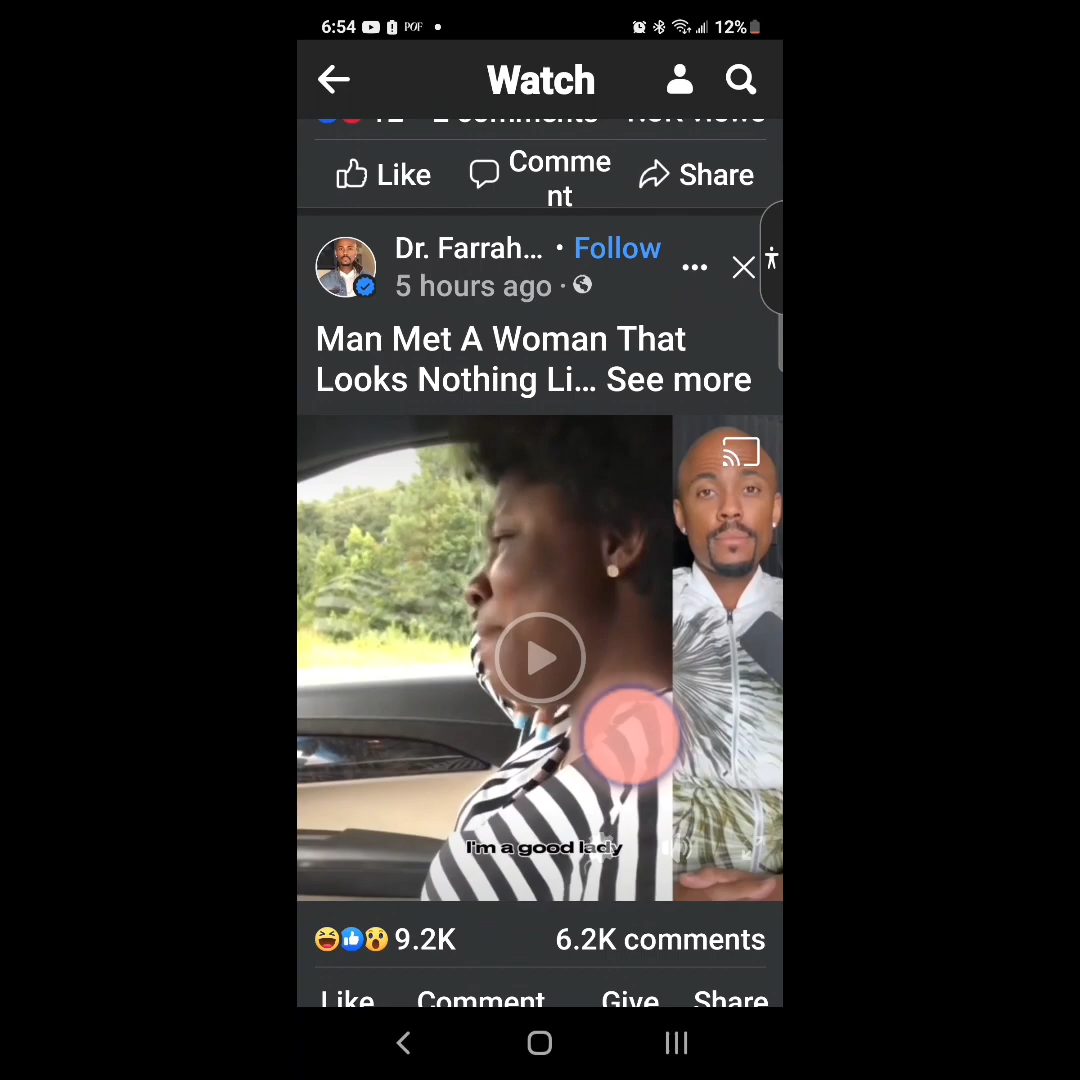 6:54 POF 12%
Watch
Like Comme
nt Share
Dr. Farrah... · Follow
5 hours ago ·
Man Met A Woman That
Looks Nothing Li... See more
I'm a good lady
9.2K 6.2K comments
Like Comment Give Share